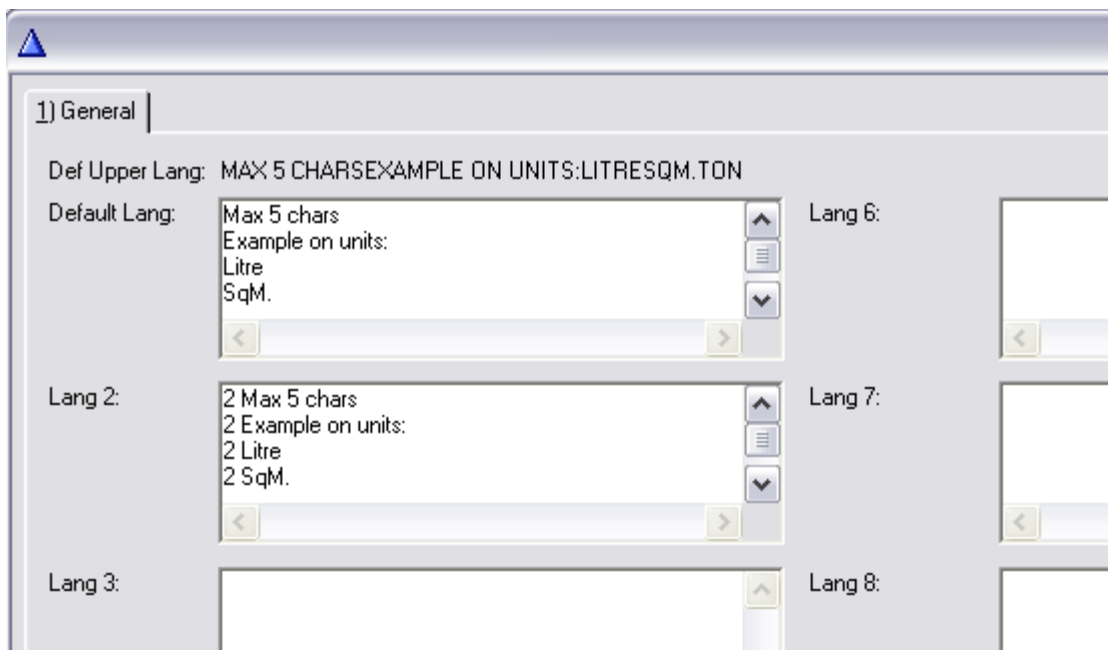 1) General
Def Upper Lang: MAX 5 CHARSEXAMPLE ON UNITS:LITRESQM.TON
Default Lang:
Max 5 chars
Example on units:
Litre
SqM.
Lang 6:
Lang 2:
2 Max 5 chars
2 Example on units:
2 Litre
2 SqM.
Lang 7:
Lang 3:
Lang 8: